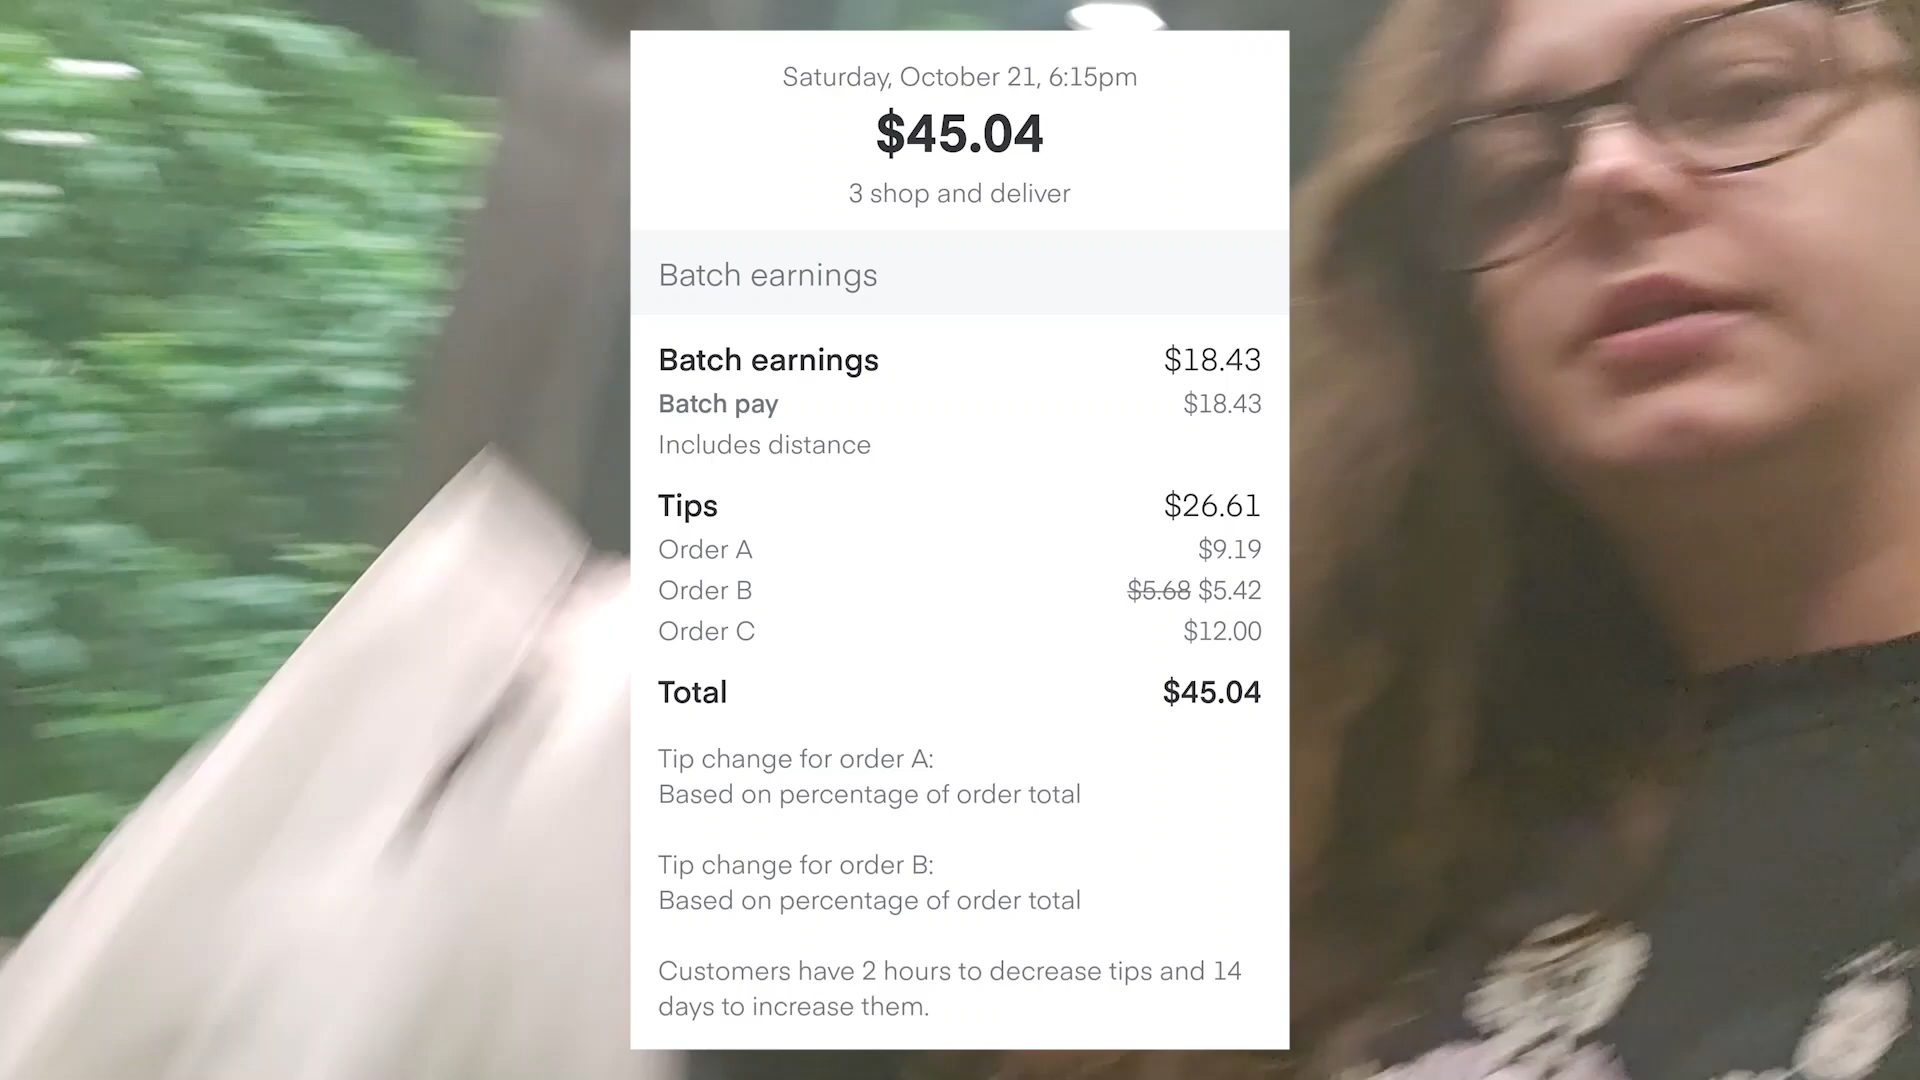 Saturday, October 21, 6:15pm
$45.04
3 shop and deliver
Batch earnings
Batch earnings $18.43
Batch pay $18.43
Includes distance
Tips $26.61
Order A $9.19
Order B $5.68 $5.42
Order C $12.00
Total $45.04
Tip change for order A:
Based on percentage of order total
Tip change for order B:
Based on percentage of order total
Customers have 2 hours to decrease tips and 14
days to increase them.